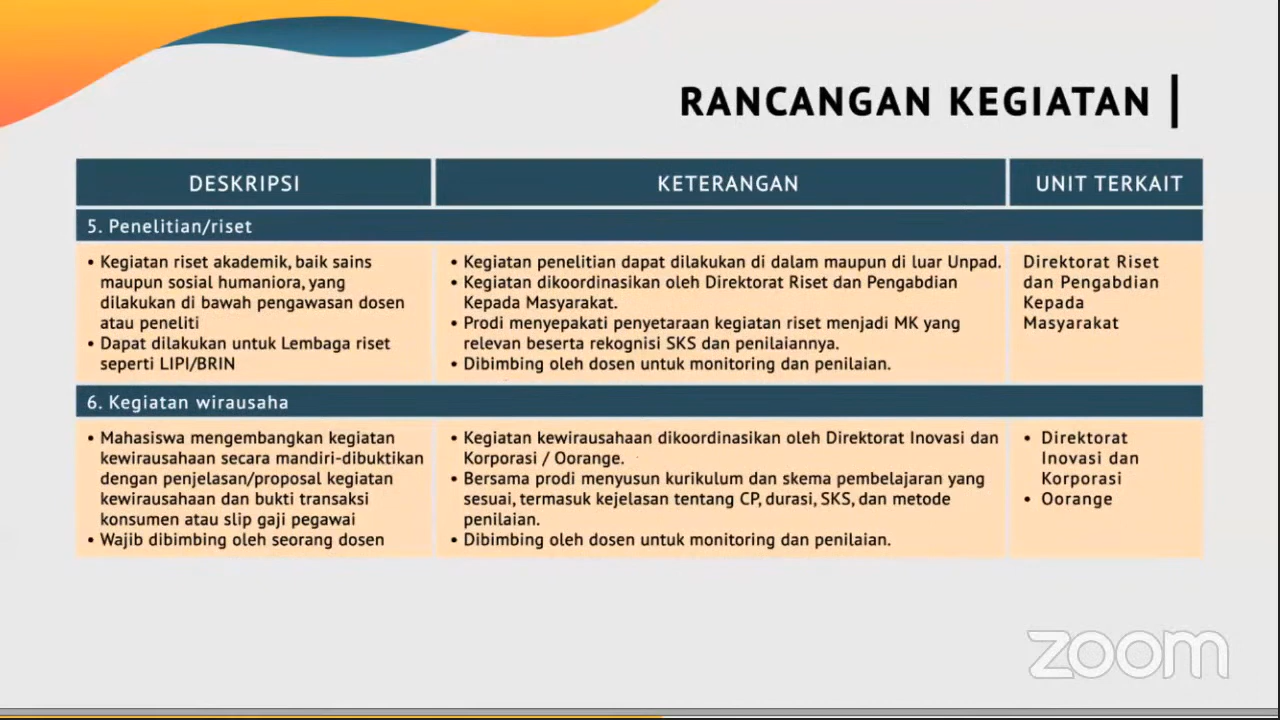 RANCANGAN KEGIATAN
DESKRIPSI
KETERANGAN
UNIT TERKAIT
5. Penelitian/riset
• Kegiatan riset akademik, baik sains
maupun sosial humaniora, yang
dilakukan di bawah pengawasan dosen
atau peneliti
• Dapat dilakukan untuk Lembaga riset
seperti LIPI/BRIN
• Kegiatan penelitian dapat dilakukan di dalam maupun di luar Unpad.
• Kegiatan dikoordinasikan oleh Direktorat Riset dan Pengabdian
Kepada Masyarakat.
• Prodi menyepakati penyetaraan kegiatan riset menjadi MK yang
relevan beserta rekognisi SKS dan penilaiannya.
• Dibimbing oleh dosen untuk monitoring dan penilaian.
Direktorat Riset
dan Pengabdian
Kepada
Masyarakat
6. Kegiatan wirausaha
• Mahasiswa mengembangkan kegiatan
kewirausahaan secara mandiri-dibuktikan
dengan penjelasan/proposal kegiatan
kewirausahaan dan bukti transaksi
konsumen atau slip gaji pegawai
• Wajib dibimbing oleh seorang dosen
• Kegiatan kewirausahaan dikoordinasikan oleh Direktorat Inovasi dan
Korporasi / Oorange.
• Bersama prodi menyusun kurikulum dan skema pembelajaran yang
sesuai, termasuk kejelasan tentang CP, durasi, SKS, dan metode
penilaian.
• Dibimbing oleh dosen untuk monitoring dan penilaian.
• Direktorat
Inovasi dan
Korporasi
• Oorange
zoom